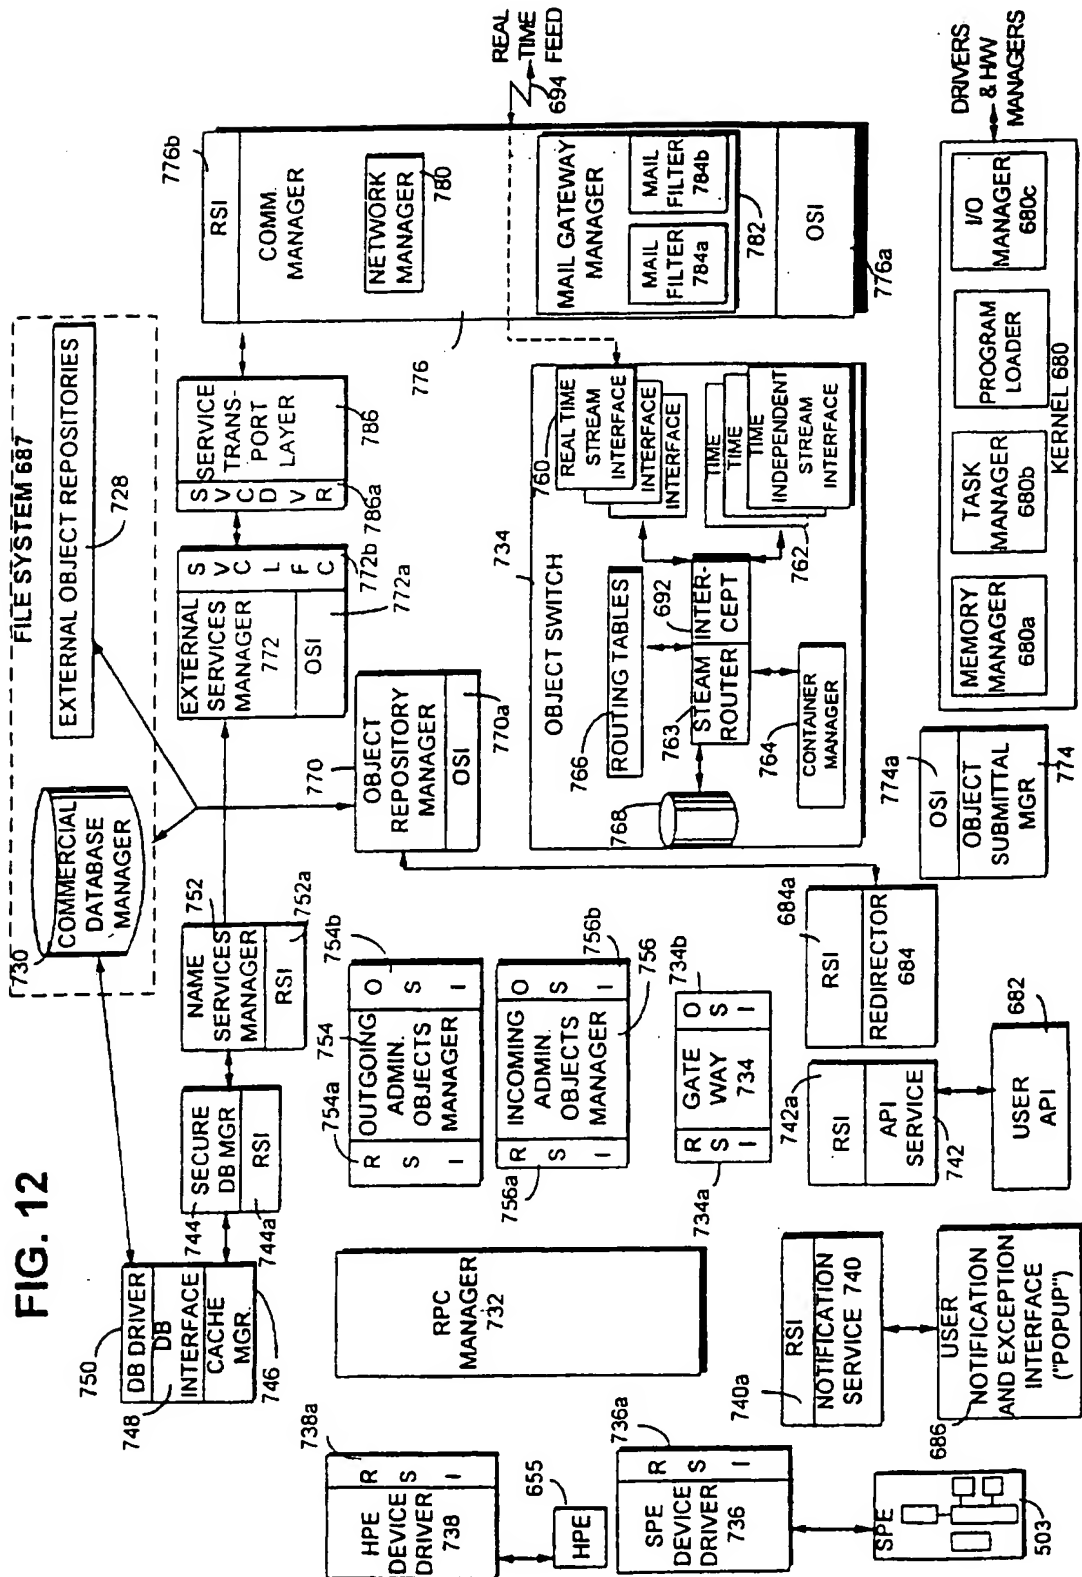 FIG. 12
FILE SYSTEM 687
EXTERNAL OBJECT REPOSITORIES
728
COMMERCIAL
DATABASE
MANAGER
730
750
DB DRIVER
DB
INTERFACE
CACHE
MGR.
748
746
744
SECURE
DB MGR
RSI
744a
NAME
SERVICES
MANAGER
RSI
752
752a
EXTERNAL
SERVICES
MANAGER
772
OSI
S
V
C
I
F
C
772b
772a
S
V
C
D
V
R
SERVICE
TRANS-
PORT
LAYER
786
786a
776b
RSI
COMM.
MANAGER
NETWORK
MANAGER
780
776
MAIL GATEWAY
MANAGER
MAIL
FILTER
784a
MAIL
FILTER
784b
782
OSI
776a
REAL
TIME
FEED
694
770
OBJECT
REPOSITORY
MANAGER
OSI
770a
734
OBJECT SWITCH
760
REAL TIME
STREAM
INTERFACE
INTERFACE
INTERFACE
TIME
TIME
TIME
INDEPENDENT
STREAM
INTERFACE
762
692
766
ROUTING TABLES
763
STEAM
ROUTER
INTER-
CEPT
764
CONTAINER
MANAGER
768
754a
754
754b
R
S
I
OUTGOING
ADMIN.
OBJECTS
MANAGER
O
S
I
756a
R
S
I
INCOMING
ADMIN.
OBJECTS
MANAGER
O
S
I
756b
756
734a
R
S
I
GATE
WAY
734
O
S
I
734b
RPC
MANAGER
732
738a
HPE
DEVICE
DRIVER
738
R
S
I
655
HPE
736a
SPE
DEVICE
DRIVER
736
R
S
I
SPE
503
740a
RSI
NOTIFICATION
SERVICE 740
686
USER
NOTIFICATION
AND EXCEPTION
INTERFACE
("POPUP")
742a
RSI
API
SERVICE
742
682
USER
API
684a
RSI
REDIRECTOR
684
774a
OSI
OBJECT
SUBMITTAL
MGR
774
MEMORY
MANAGER
680a
TASK
MANAGER
680b
PROGRAM
LOADER
I/O
MANAGER
680c
KERNEL 680
DRIVERS
& H/W
MANAGERS